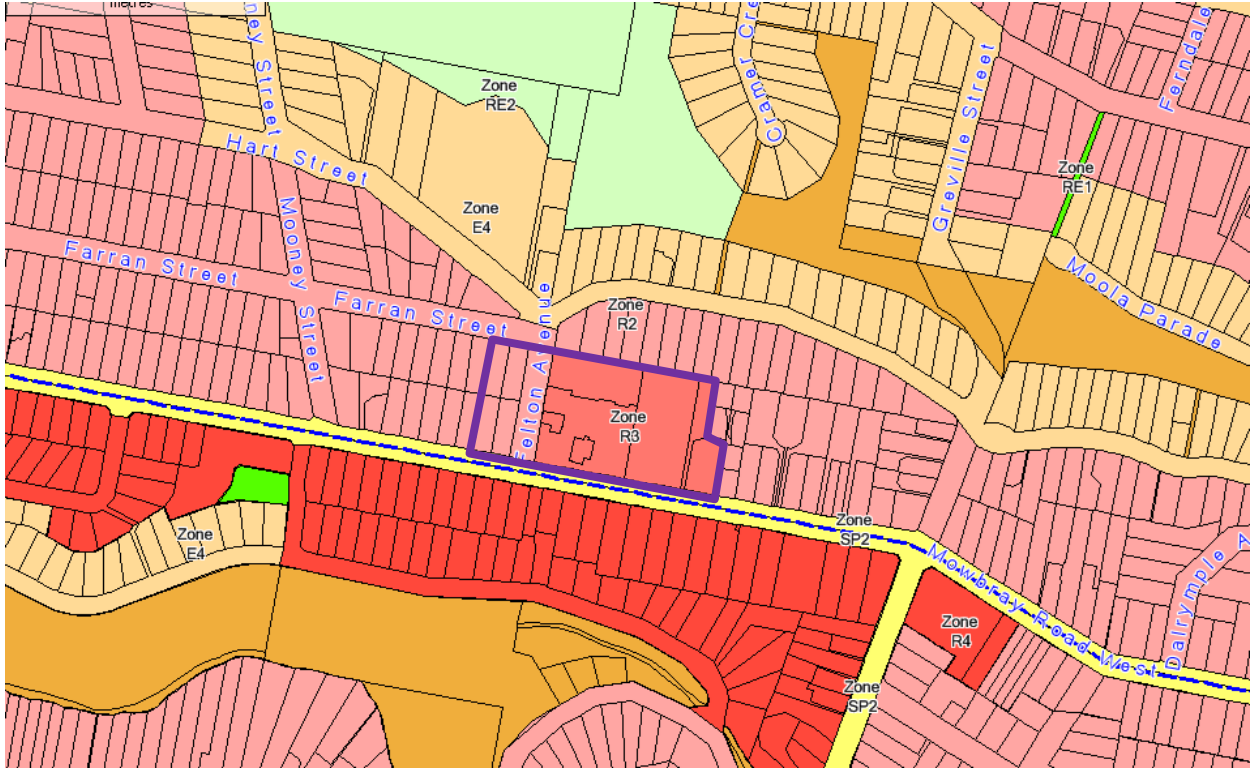 metres
ney Street
Cramer Cre
Ferndale
Greville Street
Zone
RE2
Hart Street
Zone
RE1
Zone
E4
Mooney
Street
Farran Street
Farran Street
Moola Parade
Felton Avenue
Zone
R2
Zone
R3
Zone
E4
Zone
SP2
Mowbray Road West
Dalrymple A
Zone
R4
Zone
SP2